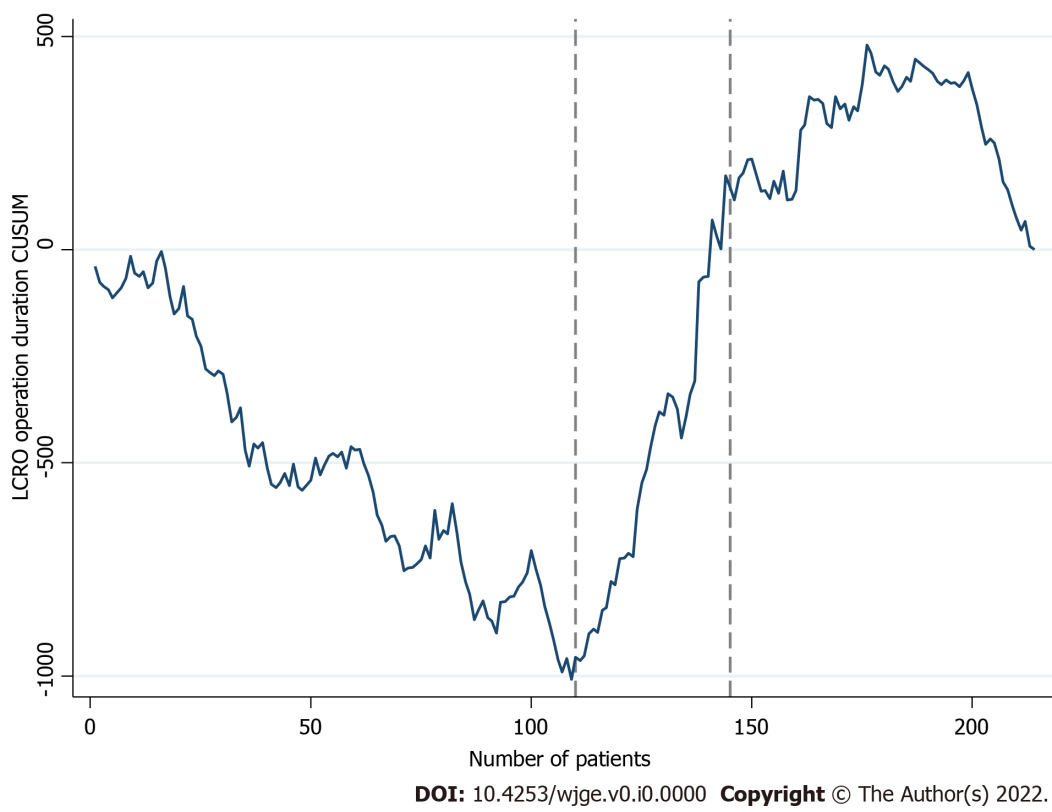 500
0
-500
-1000
LCRO operation duration CUSUM
0 50 100 150 200
Number of patients
DOI: 10.4253/wjge.v0.i0.0000 Copyright © The Author(s) 2022.